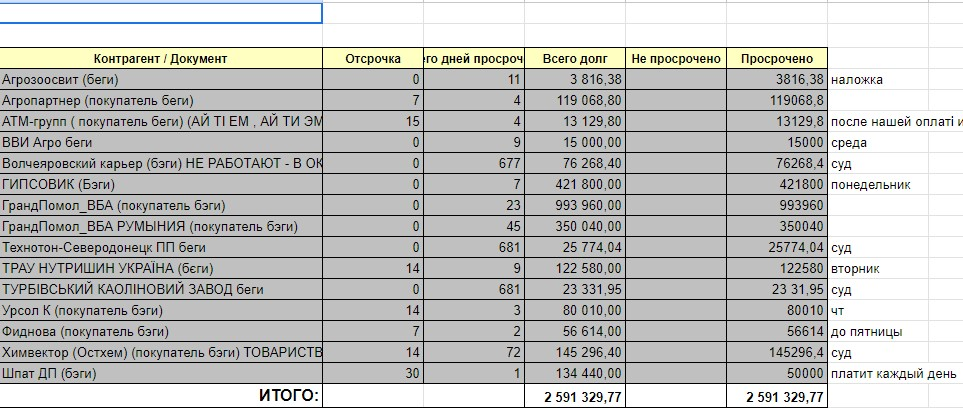 Контрагент / Документ Отсрочка го дней просроч Всего долг Не просрочено Просрочено
Агрозоосвит (беги) 0 11 3 816,38 3816,38 наложка
Агропартнер (покупатель беги) 7 4 119 068,80 119068,8
АТМ-групп ( покупатель беги) (АЙ ТІ ЕМ , АЙ ТИ ЭМ 15 4 13 129,80 13129,8 после нашей оплаті и
ВВИ Агро беги 0 9 15 000,00 15000 среда
Волчеяровский карьер (бэги) НЕ РАБОТАЮТ - В ОК 0 677 76 268,40 76268,4 суд
ГИПСОВИК (Бэги) 0 7 421 800,00 421800 понедельник
ГрандПомол_ВБА (покупатель бэги) 0 23 993 960,00 993960
ГрандПомол_ВБА РУМЫНИЯ (покупатель бэги) 0 45 350 040,00 350040
Технотон-Северодонецк ПП беги 0 681 25 774,04 25774,04 суд
ТРАУ НУТРИШИН УКРАЇНА (бєги) 14 9 122 580,00 122580 вторник
ТУРБІВСЬКИЙ КАОЛІНОВИЙ ЗАВОД беги 0 681 23 331,95 23 31,95 суд
Урсол К (покупатель бэги) 14 3 80 010,00 80010 чт
Фиднова (покупатель бэги) 7 2 56 614,00 56614 до пятницы
Химвектор (Остхем) (покупатель бэги) ТОВАРИСТВ 14 72 145 296,40 145296,4 суд
Шпат ДП (бэги) 30 1 134 440,00 50000 платит каждый день
ИТОГО: 2 591 329,77 2 591 329,77